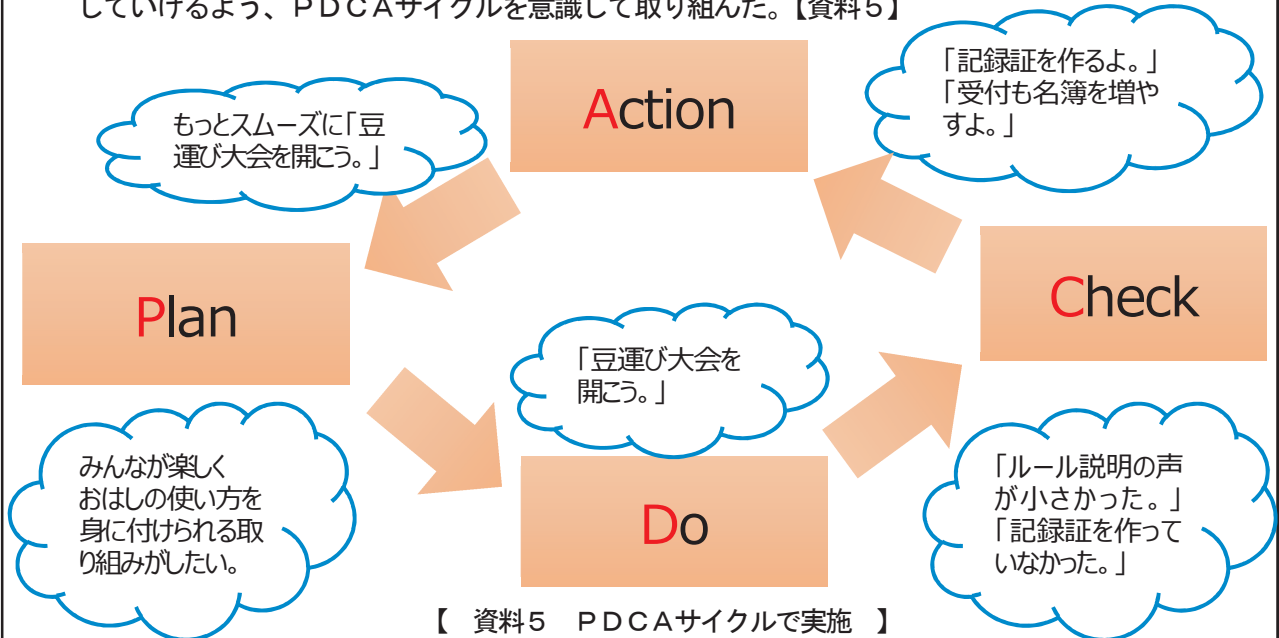 していけるよう、ＰＤＣＡサイクルを意識して取り組んだ。【資料５】
「記録証を作るよ。」
「受付も名簿を増や
すよ。」
Action
もっとスムーズに「豆
運び大会を開こう。」
Plan
Check
「豆運び大会を
開こう。」
みんなが楽しく
おはしの使い方を
身に付けられる取
り組みがしたい。
「ルール説明の声
が小さかった。」
「記録証を作って
いなかった。」
Do
【　資料５　ＰＤＣＡサイクルで実施　】